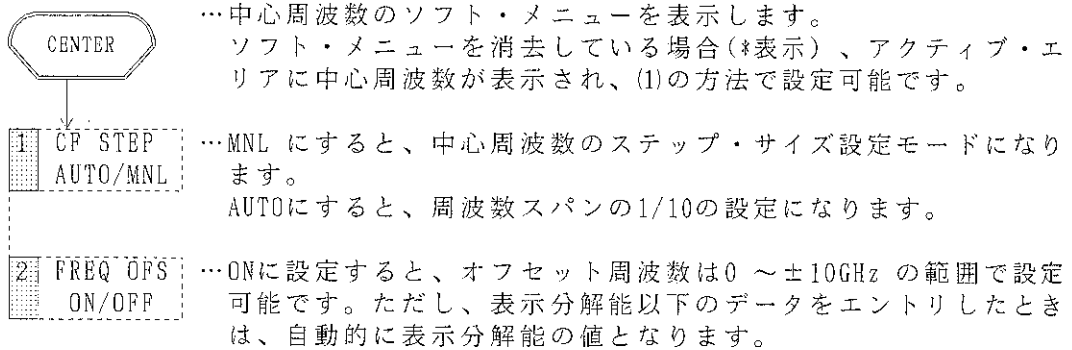 CENTER
…中心周波数のソフト・メニューを表示します。
ソフト・メニューを消去している場合(*表示)、アクティブ・エ
リアに中心周波数が表示され、(1)の方法で設定可能です。
1 CF STEP
AUTO/MNL
…MNL にすると、中心周波数のステップ・サイズ設定モードになり
ます。
AUTOにすると、周波数スパンの1/10の設定になります。
2 FREQ OFS
ON/OFF
…ONに設定すると、オフセット周波数は0 ～±10GHz の範囲で設定
可能です。ただし、表示分解能以下のデータをエントリしたとき
は、自動的に表示分解能の値となります。